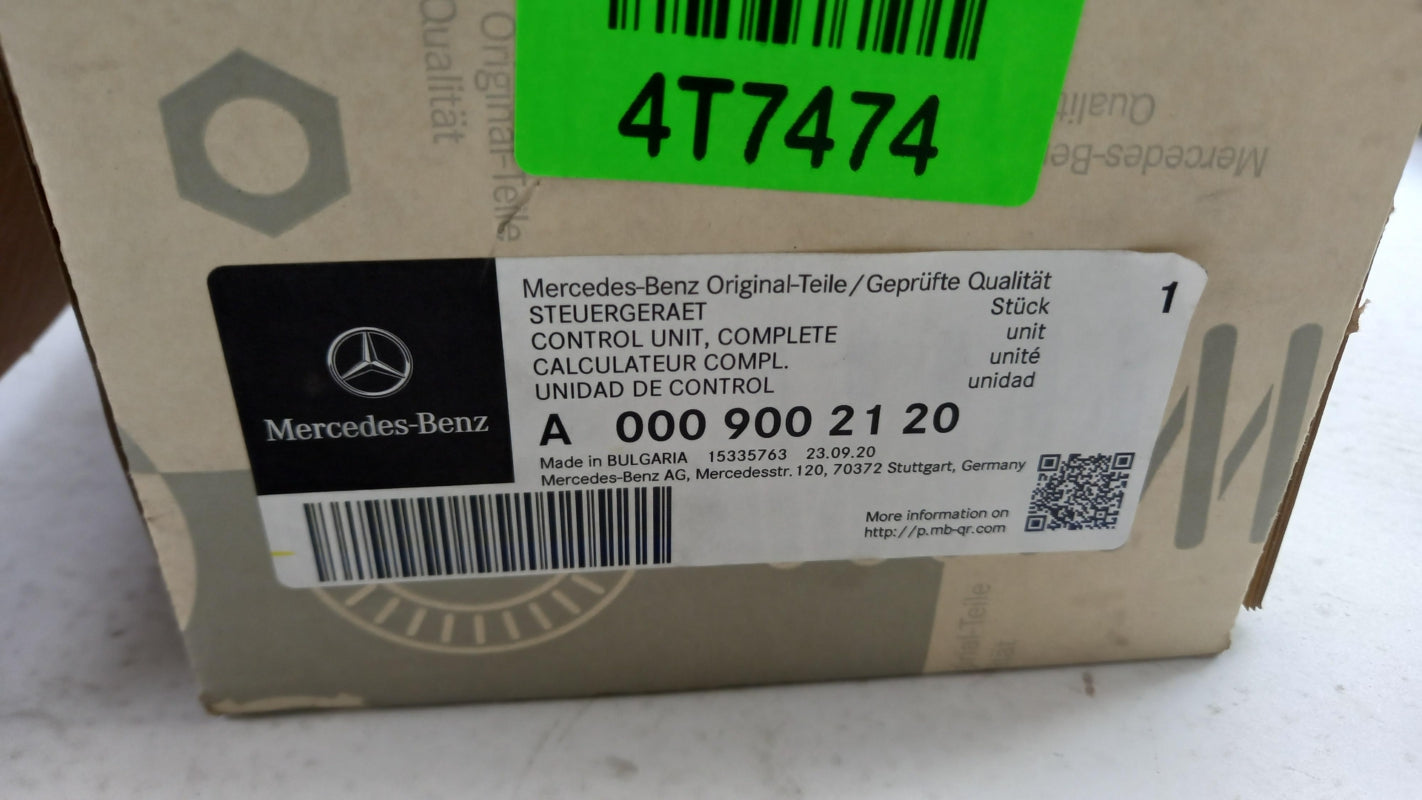 4T7474
Qualität
Original-Teile
Mercedes-Be
Qualit
Mercedes-Benz
Mercedes-Benz Original-Teile/Geprüfte Qualität
STEUERGERAET Stück 1
CONTROL UNIT, COMPLETE unit
CALCULATEUR COMPL. unité
UNIDAD DE CONTROL unidad
A 000 900 21 20
Made in BULGARIA 15335763 23.09.20
Mercedes-Benz AG, Mercedesstr. 120, 70372 Stuttgart, Germany
More information on
http://p.mb-qr.com